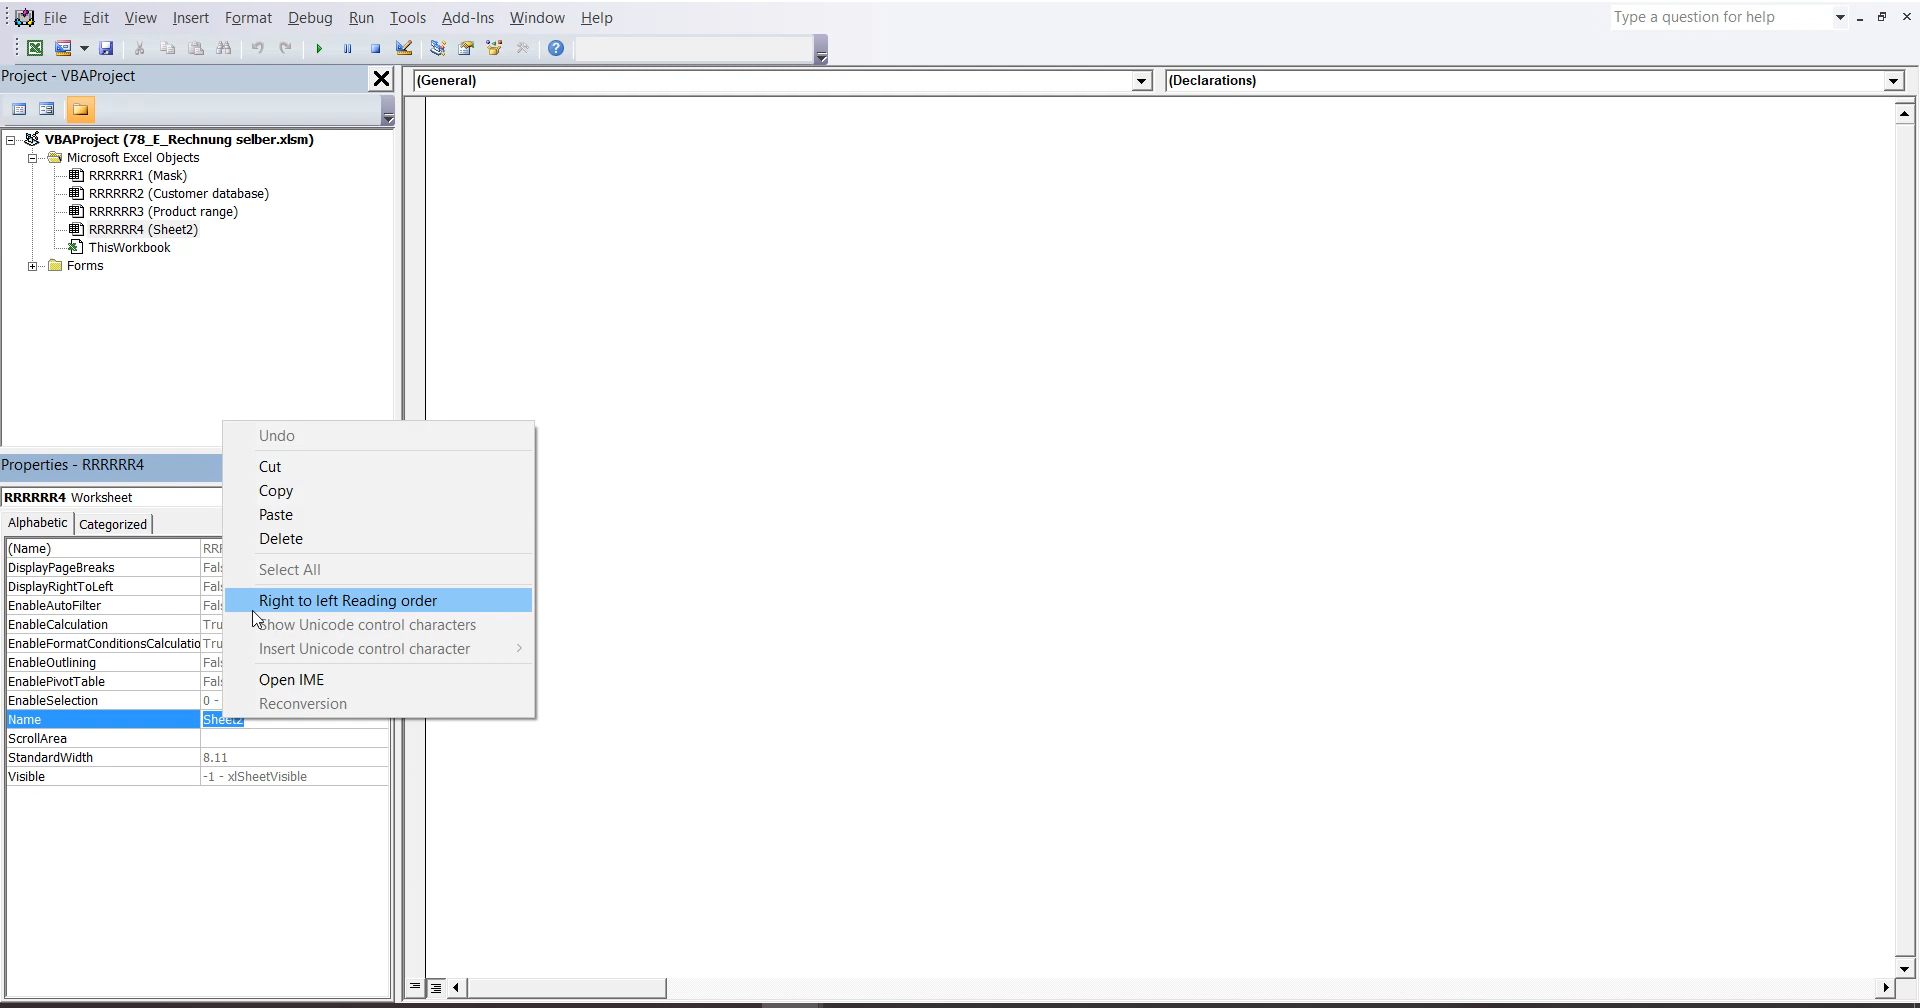 File Edit View Insert Format Debug Run Tools Add-Ins Window Help
Type a question for help
Project - VBAProject
(General)
(Declarations)
VBAProject (78_E_Rechnung selber.xlsm)
Microsoft Excel Objects
RRRRRR1 (Mask)
RRRRRR2 (Customer database)
RRRRRR3 (Product range)
RRRRRR4 (Sheet2)
ThisWorkbook
Forms
Undo
Cut
Copy
Paste
Delete
Select All
Right to left Reading order
Show Unicode control characters
Insert Unicode control character
Open IME
Reconversion
Properties - RRRRRR4
RRRRRR4 Worksheet
Alphabetic Categorized
(Name)
DisplayPageBreaks
DisplayRightToLeft
EnableAutoFilter
EnableCalculation
EnableFormatConditionsCalculatio
EnableOutlining
EnablePivotTable
EnableSelection 0 -
Name Sheet2
ScrollArea
StandardWidth 8.11
Visible -1 - xlSheetVisible